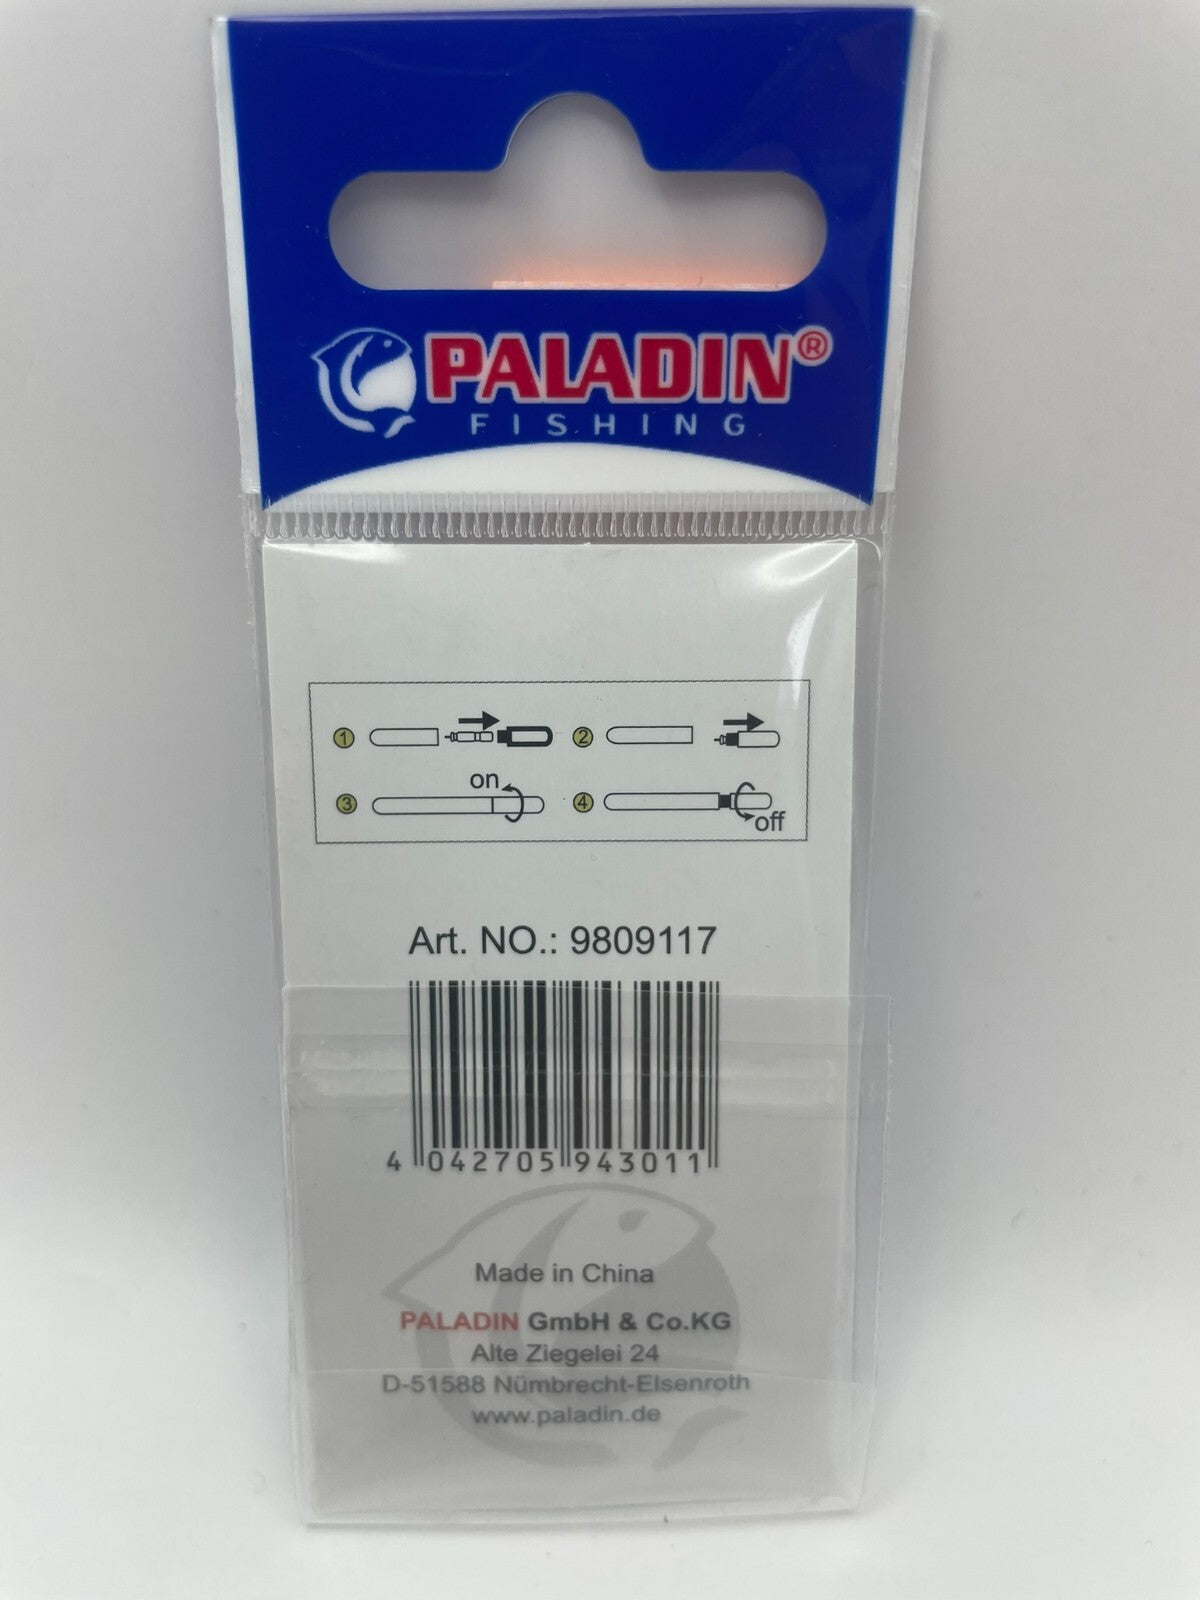 PALADIN®
FISHING
1 2
on
3 4
off
Art. NO.: 9809117
4 042705 943011
Made in China
PALADIN GmbH & Co.KG
Alte Ziegelei 24
D-51588 Nümbrecht-Elsenroth
www.paladin.de